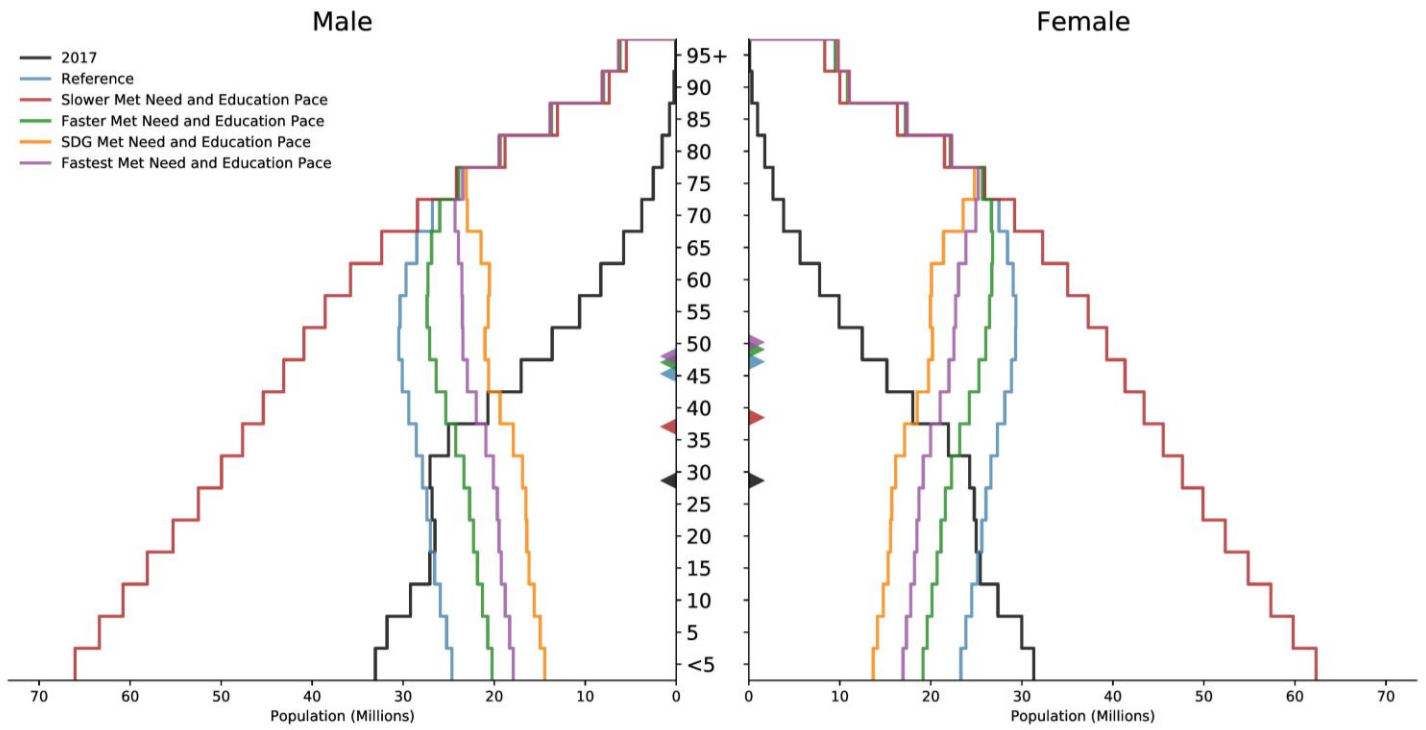 Male
Female
2017
Reference
Slower Met Need and Education Pace
Faster Met Need and Education Pace
SDG Met Need and Education Pace
Fastest Met Need and Education Pace
95+
90
85
80
75
70
65
60
55
50
45
40
35
30
25
20
15
10
5
<5
70 60 50 40 30 20 10 0
0 10 20 30 40 50 60 70
Population (Millions)
Population (Millions)